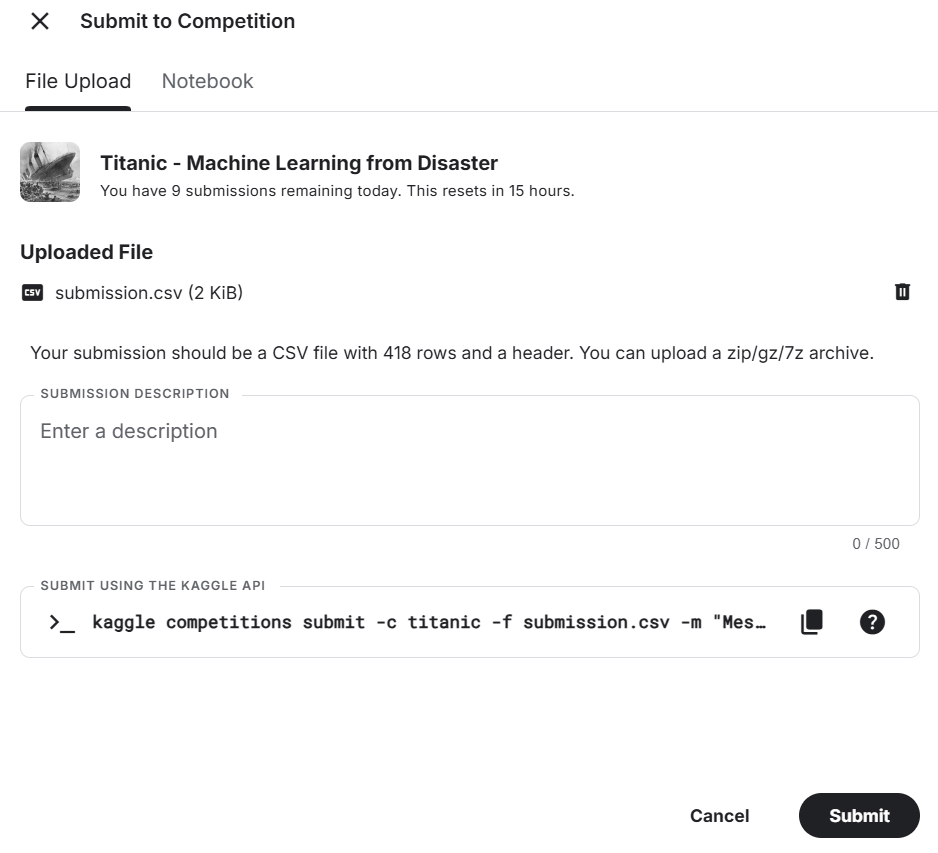 Submit to Competition
File Upload Notebook
Titanic - Machine Learning from Disaster
You have 9 submissions remaining today. This resets in 15 hours.
Uploaded File
CSV submission.csv (2 KiB)
Your submission should be a CSV file with 418 rows and a header. You can upload a zip/gz/7z archive.
SUBMISSION DESCRIPTION
Enter a description
0 / 500
SUBMIT USING THE KAGGLE API
>_ kaggle competitions submit -c titanic -f submission.csv -m "Mes… ?
Cancel Submit